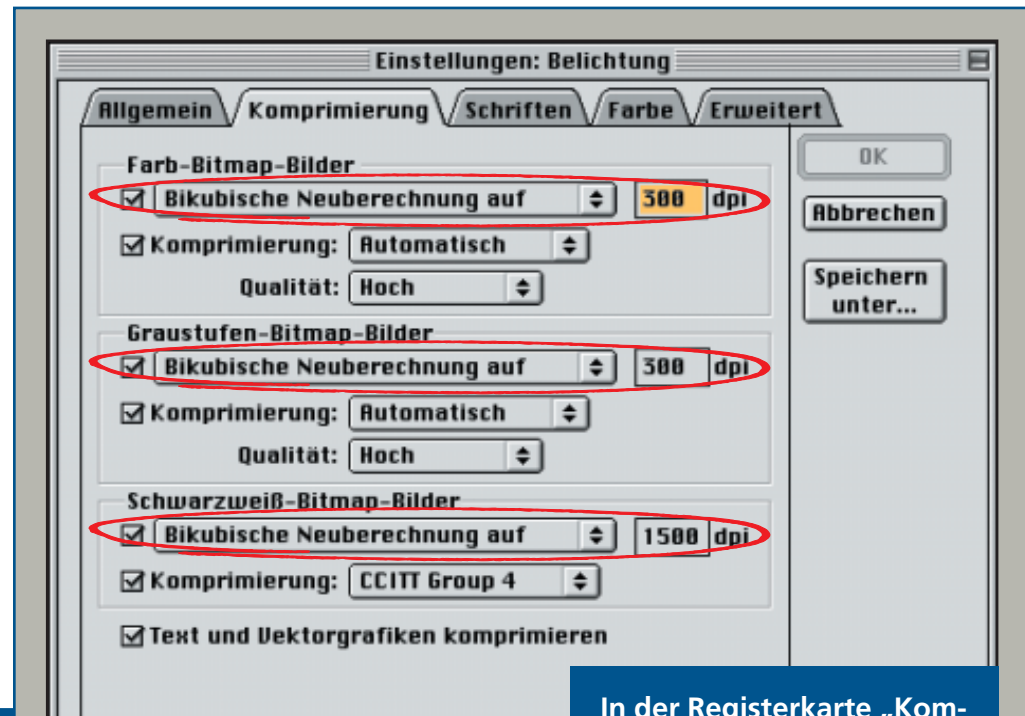 Einstellungen: Belichtung
Allgemein Komprimierung Schriften Farbe Erweitert
Farb-Bitmap-Bilder
Bikubische Neuberechnung auf 300 dpi
Komprimierung: Automatisch
Qualität: Hoch
Graustufen-Bitmap-Bilder
Bikubische Neuberechnung auf 300 dpi
Komprimierung: Automatisch
Qualität: Hoch
Schwarzweiß-Bitmap-Bilder
Bikubische Neuberechnung auf 1500 dpi
Komprimierung: CCITT Group 4
Text und Vektorgrafiken komprimieren
OK
Abbrechen
Speichern
unter...
In der Registerkarte „Kom-